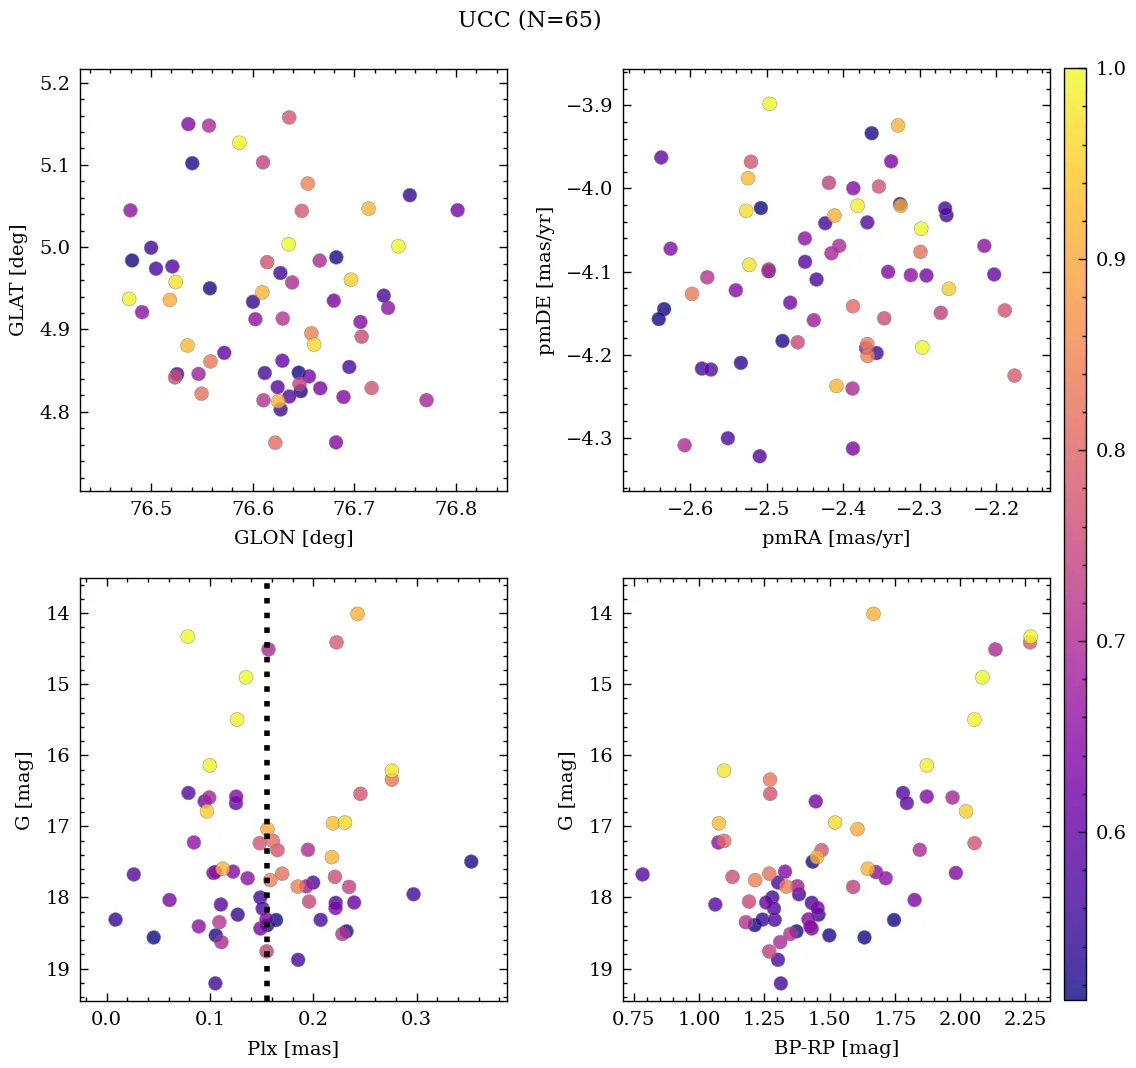 UCC (N=65)
5.2
5.1
5.0
4.9
4.8
GLAT [deg]
76.5 76.6 76.7 76.8
GLON [deg]
−3.9
−4.0
−4.1
−4.2
−4.3
pmDE [mas/yr]
−2.6 −2.5 −2.4 −2.3 −2.2
pmRA [mas/yr]
1.0
0.9
0.8
0.7
0.6
14
15
16
17
18
19
G [mag]
0.0 0.1 0.2 0.3
Plx [mas]
14
15
16
17
18
19
G [mag]
0.75 1.00 1.25 1.50 1.75 2.00 2.25
BP-RP [mag]